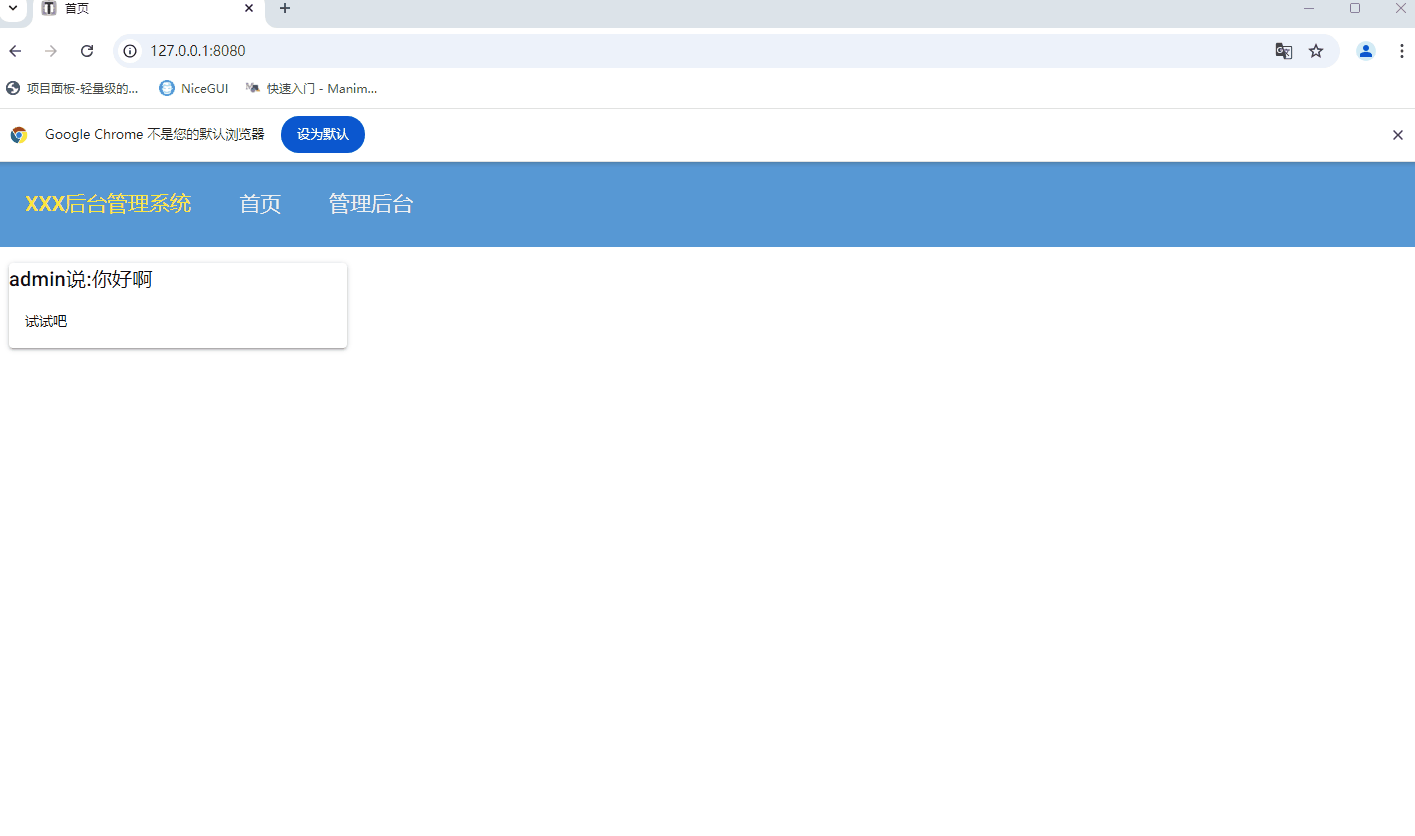 首页
127.0.0.1:8080
项目面板-轻量级的... NiceGUI 快速入门 - Manim...
Google Chrome 不是您的默认浏览器 设为默认
XXX后台管理系统 首页 管理后台
admin说:你好啊
试试吧